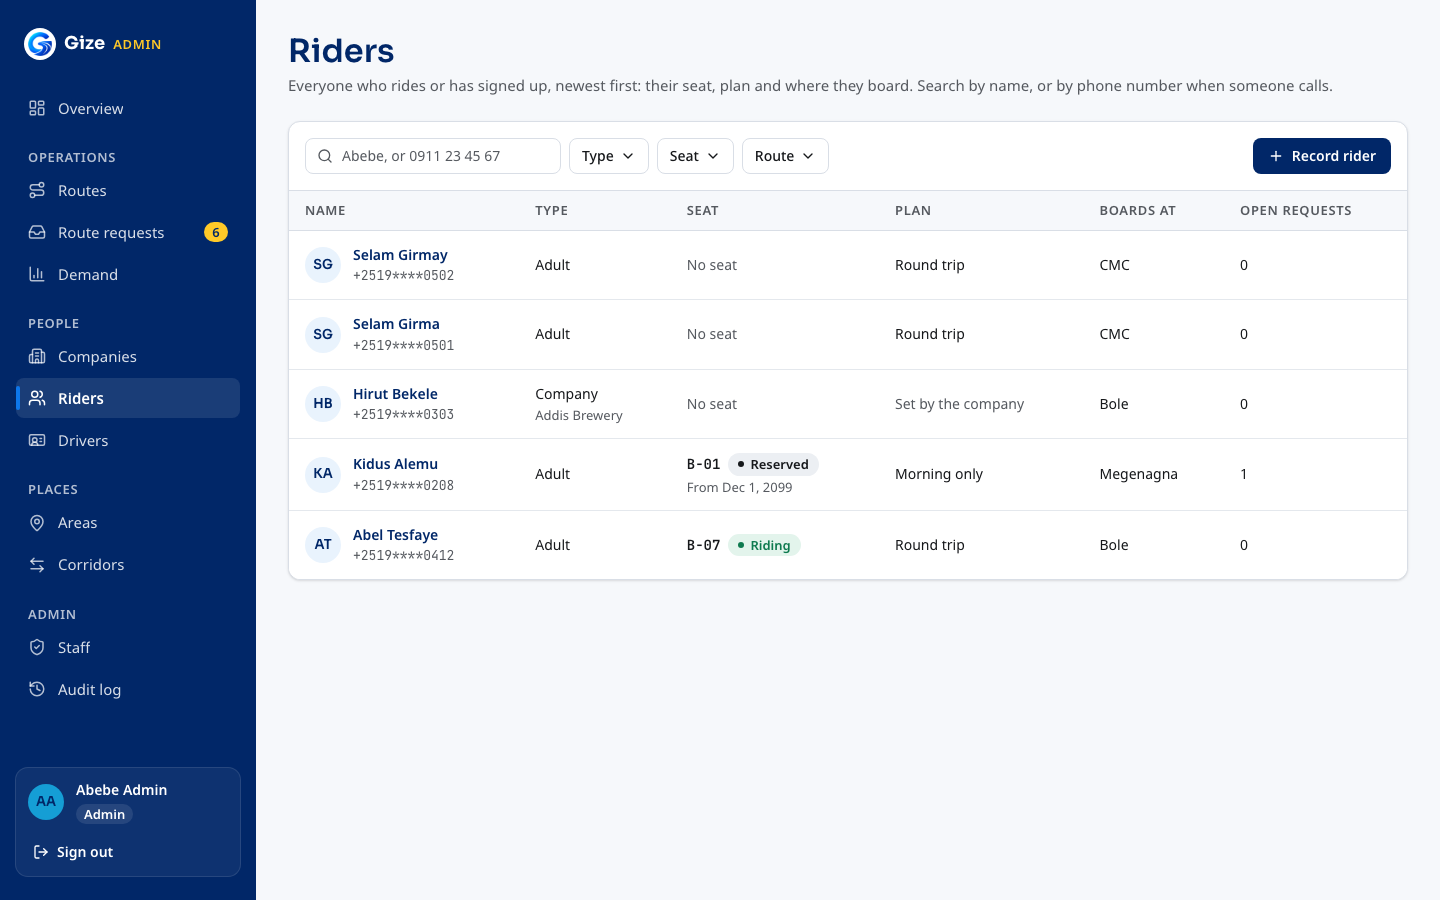 Gize ADMIN
Overview
OPERATIONS
Routes
Route requests 6
Demand
PEOPLE
Companies
Riders
Drivers
PLACES
Areas
Corridors
ADMIN
Staff
Audit log
AA Abebe Admin
Admin
Sign out
Riders
Everyone who rides or has signed up, newest first: their seat, plan and where they board. Search by name, or by phone number when someone calls.
Abebe, or 0911 23 45 67 Type Seat Route Record rider
NAME TYPE SEAT PLAN BOARDS AT OPEN REQUESTS
SG Selam Girmay Adult No seat Round trip CMC 0
+2519****0502
SG Selam Girma Adult No seat Round trip CMC 0
+2519****0501
HB Hirut Bekele Company No seat Set by the company Bole 0
+2519****0303 Addis Brewery
KA Kidus Alemu Adult B-01 Reserved Morning only Megenagna 1
+2519****0208 From Dec 1, 2099
AT Abel Tesfaye Adult B-07 Riding Round trip Bole 0
+2519****0412